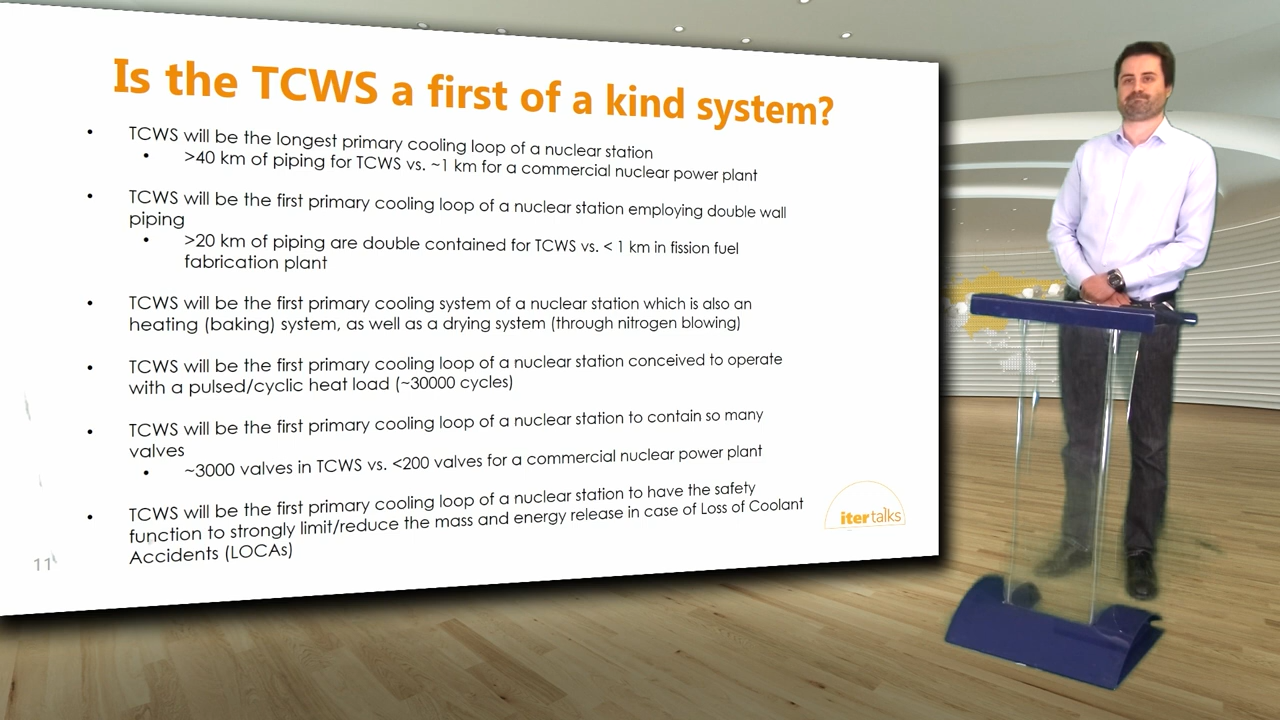 Is the TCWS a first of a kind system?
• TCWS will be the longest primary cooling loop of a nuclear station
• >40 km of piping for TCWS vs. ~1 km for a commercial nuclear power plant
• TCWS will be the first primary cooling loop of a nuclear station employing double wall
piping
• >20 km of piping are double contained for TCWS vs. < 1 km in fission fuel
fabrication plant
• TCWS will be the first primary cooling system of a nuclear station which is also an
heating (baking) system, as well as a drying system (through nitrogen blowing)
• TCWS will be the first primary cooling loop of a nuclear station conceived to operate
with a pulsed/cyclic heat load (~30000 cycles)
• TCWS will be the first primary cooling loop of a nuclear station to contain so many
valves
• ~3000 valves in TCWS vs. <200 valves for a commercial nuclear power plant
• TCWS will be the first primary cooling loop of a nuclear station to have the safety
function to strongly limit/reduce the mass and energy release in case of Loss of Coolant
Accidents (LOCAs)
itertalks
11